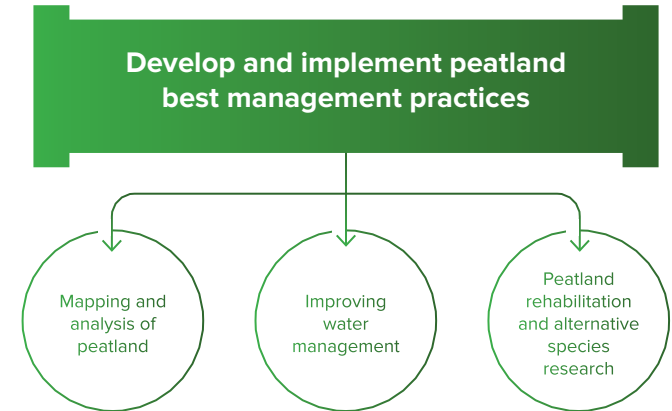 Develop and implement peatland
best management practices
Mapping and
analysis of
peatland
Improving
water
management
Peatland
rehabilitation
and alternative
species
research